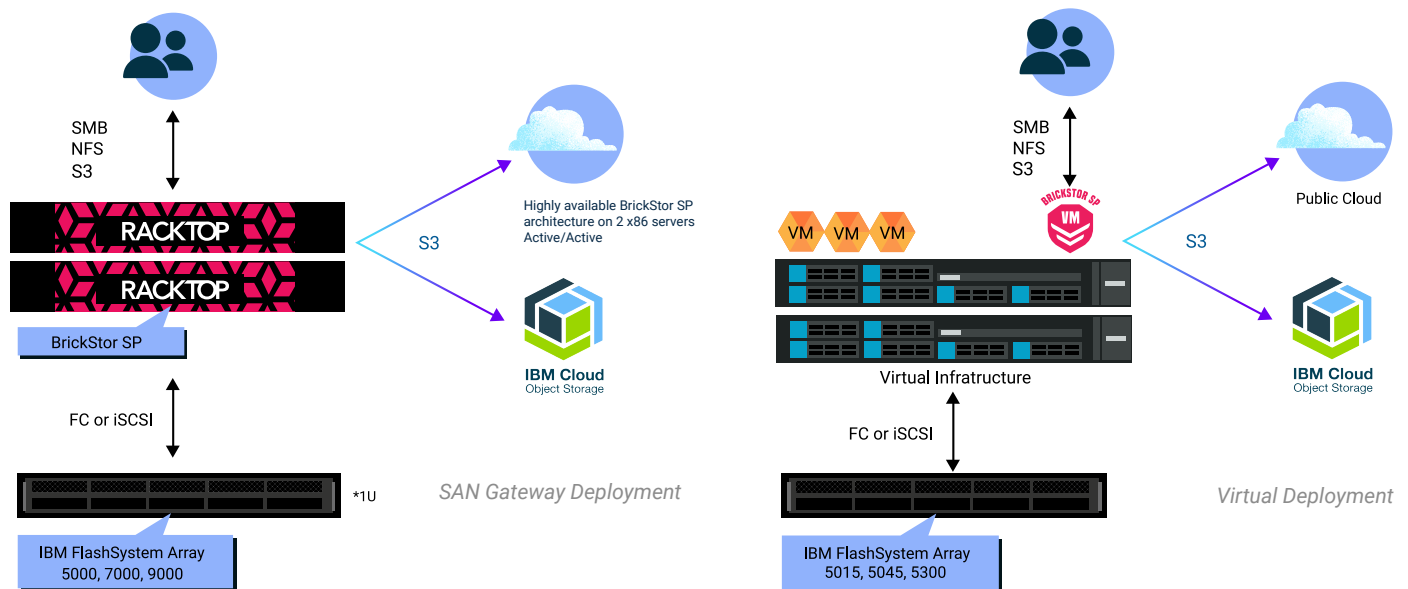 SMB
NFS
S3
RACKTOP
RACKTOP
BrickStor SP
S3
Highly available BrickStor SP
architecture on 2 x86 servers
Active/Active
IBM Cloud
Object Storage
FC or iSCSI
*1U
SAN Gateway Deployment
IBM FlashSystem Array
5000, 7000, 9000
SMB
NFS
S3
BRICKSTOR SP
VM
VM
VM
VM
S3
Public Cloud
IBM Cloud
Object Storage
Virtual Infratructure
FC or iSCSI
Virtual Deployment
IBM FlashSystem Array
5015, 5045, 5300